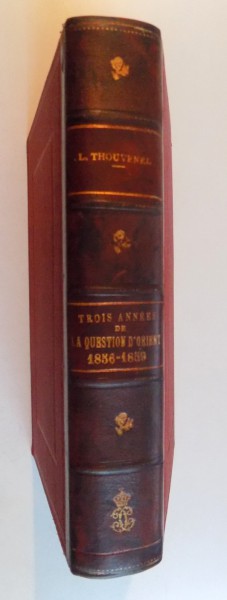 .L. THOUVENEL
TROIS ANNÉES
DE
LA QUESTION D'ORIENT
1856-1859